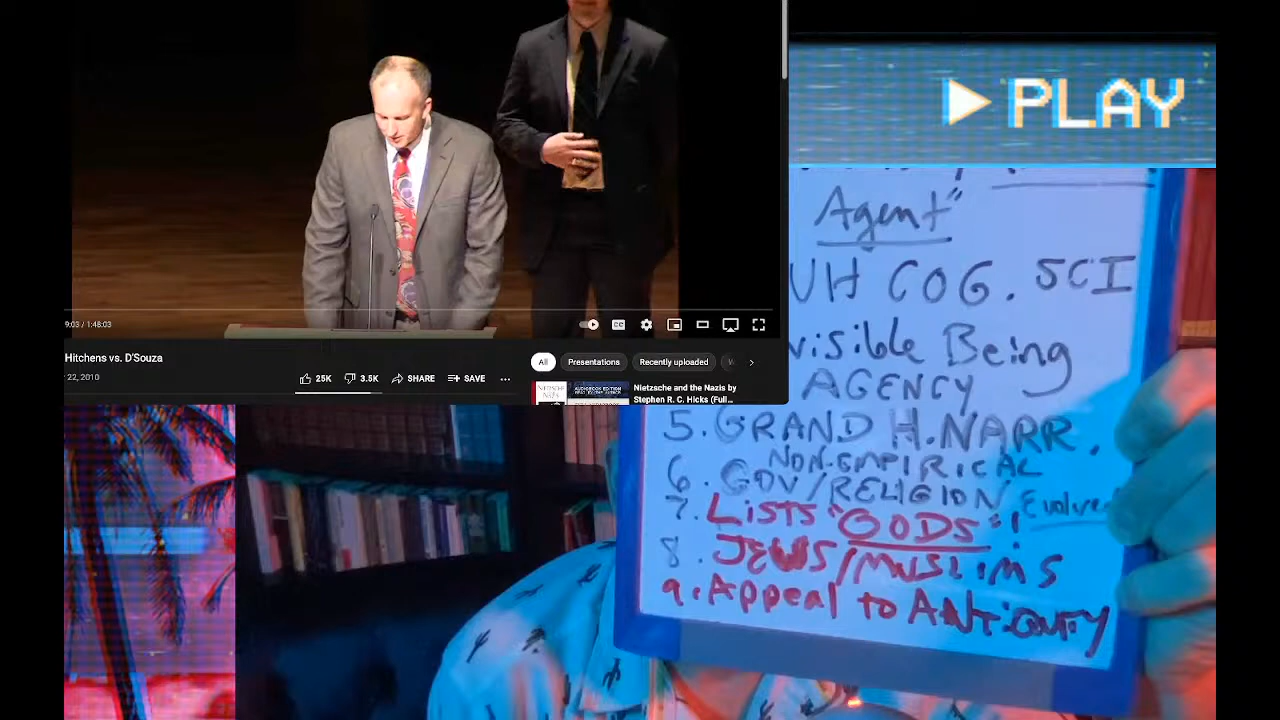 PLAY
Agent"
COG. SCI
visible Being
AGENCY
5. GRAND H. NARR.
NON-EMPIRICAL
6. GOV/RELIGION Evolve
7. LISTS "GODS"!
8. JEWS/MUSLIMS
9. Appeal to ANTiQUITY
9:03 / 1:48:03
Hitchens vs. D'Souza
22, 2010
25K 3.5K SHARE SAVE
All Presentations Recently uploaded
Nietzsche and the Nazis by
Stephen R. C. Hicks (Full...